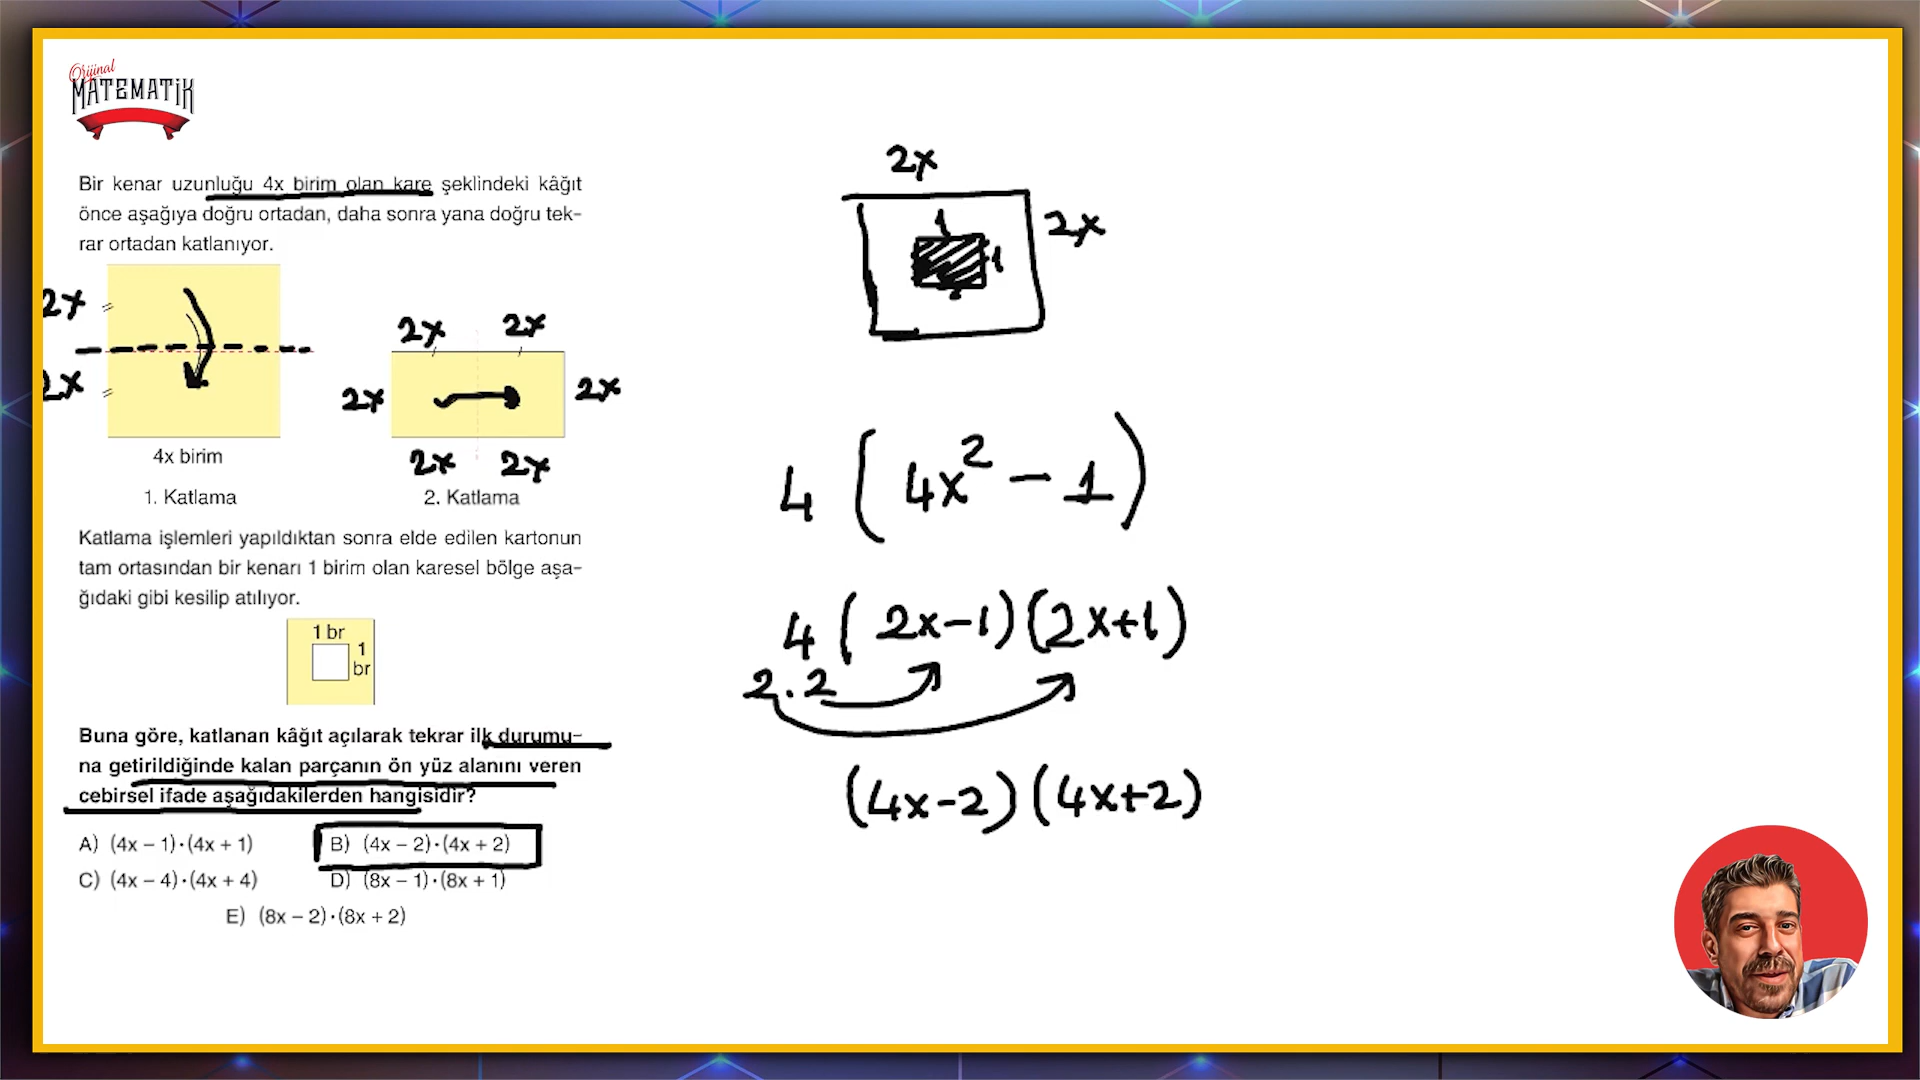 Orijinal
MATEMATİK
Bir kenar uzunluğu 4x birim olan kare şeklindeki kâğıt
önce aşağıya doğru ortadan, daha sonra yana doğru tek-
rar ortadan katlanıyor.
2x
2x
4x birim
1. Katlama
2x 2x
2x 2x
2x 2x
2. Katlama
Katlama işlemleri yapıldıktan sonra elde edilen kartonun
tam ortasından bir kenarı 1 birim olan karesel bölge aşa-
ğıdaki gibi kesilip atılıyor.
1 br
1
br
Buna göre, katlanan kâğıt açılarak tekrar ilk durumu-
na getirildiğinde kalan parçanın ön yüz alanını veren
cebirsel ifade aşağıdakilerden hangisidir?
A) (4x – 1)·(4x + 1) B) (4x – 2)·(4x + 2)
C) (4x – 4)·(4x + 4) D) (8x – 1)·(8x + 1)
E) (8x – 2)·(8x + 2)
2x
2x
1
1
4 (4x² - 1)
4 (2x-1)(2x+1)
2.2
(4x-2)(4x+2)